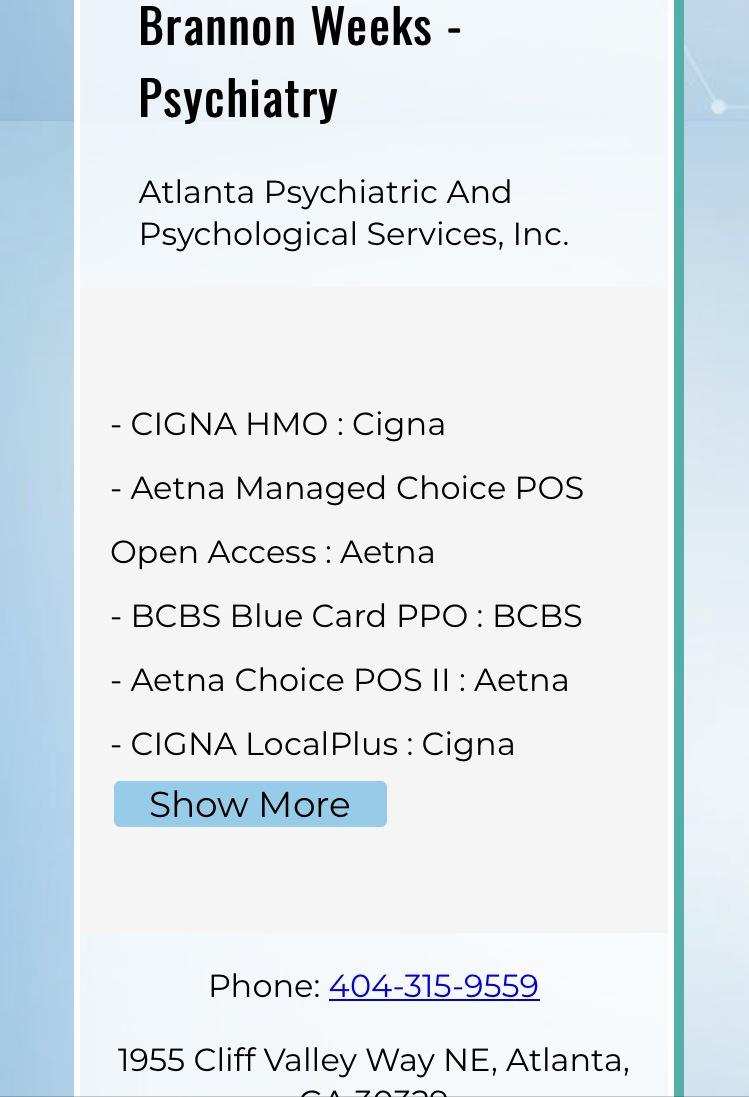 Brannon Weeks -
Psychiatry
Atlanta Psychiatric And
Psychological Services, Inc.
- CIGNA HMO : Cigna
- Aetna Managed Choice POS
Open Access : Aetna
- BCBS Blue Card PPO : BCBS
- Aetna Choice POS II : Aetna
- CIGNA LocalPlus : Cigna
Show More
Phone: 404-315-9559
1955 Cliff Valley Way NE, Atlanta,
GA 30329